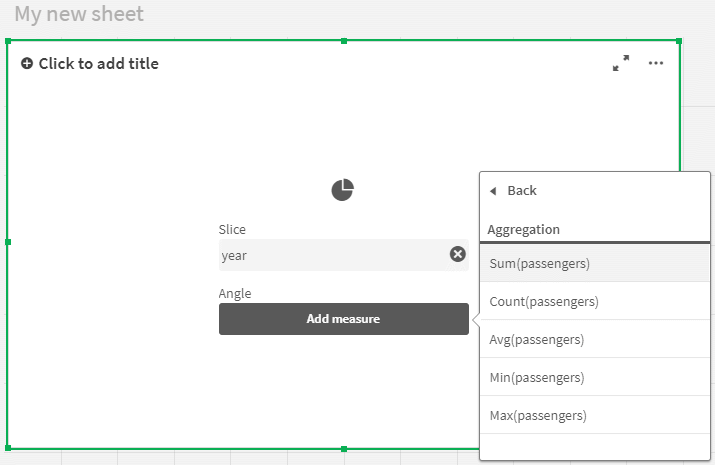 My new sheet
Click to add title
Slice
year
Angle
Add measure
Back
Aggregation
Sum(passengers)
Count(passengers)
Avg(passengers)
Min(passengers)
Max(passengers)